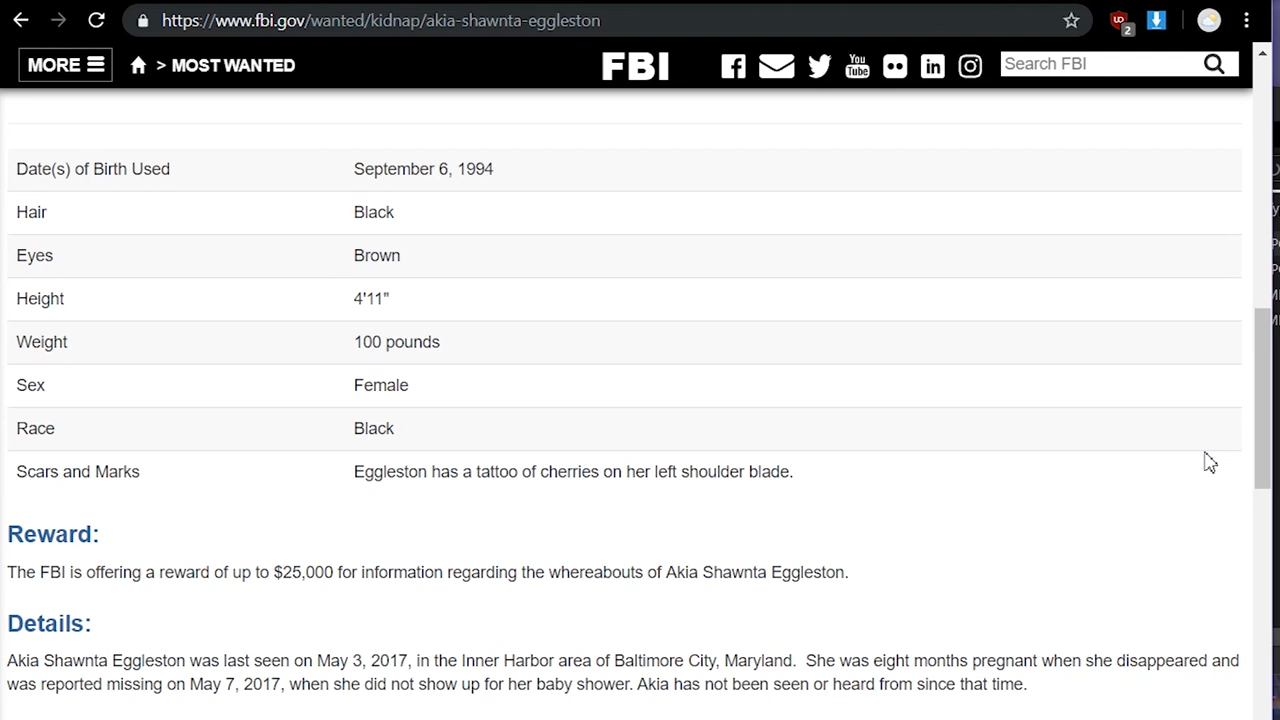 https://www.fbi.gov/wanted/kidnap/akia-shawnta-eggleston
2
MORE > MOST WANTED FBI You Tube in Search FBI
Date(s) of Birth Used September 6, 1994
Hair Black
Eyes Brown
Height 4'11"
Weight 100 pounds
Sex Female
Race Black
Scars and Marks Eggleston has a tattoo of cherries on her left shoulder blade.
Reward:
The FBI is offering a reward of up to $25,000 for information regarding the whereabouts of Akia Shawnta Eggleston.
Details:
Akia Shawnta Eggleston was last seen on May 3, 2017, in the Inner Harbor area of Baltimore City, Maryland.  She was eight months pregnant when she disappeared and
was reported missing on May 7, 2017, when she did not show up for her baby shower. Akia has not been seen or heard from since that time.